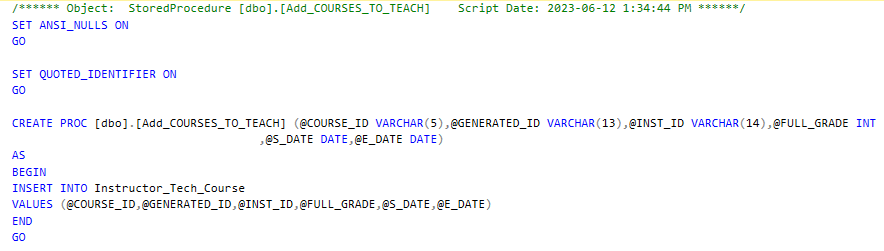 /****** Object:  StoredProcedure [dbo].[Add_COURSES_TO_TEACH]    Script Date: 2023-06-12 1:34:44 PM ******/
SET ANSI_NULLS ON
GO
SET QUOTED_IDENTIFIER ON
GO
CREATE PROC [dbo].[Add_COURSES_TO_TEACH] (@COURSE_ID VARCHAR(5),@GENERATED_ID VARCHAR(13),@INST_ID VARCHAR(14),@FULL_GRADE INT
,@S_DATE DATE,@E_DATE DATE)
AS
BEGIN
INSERT INTO Instructor_Tech_Course
VALUES (@COURSE_ID,@GENERATED_ID,@INST_ID,@FULL_GRADE,@S_DATE,@E_DATE)
END
GO